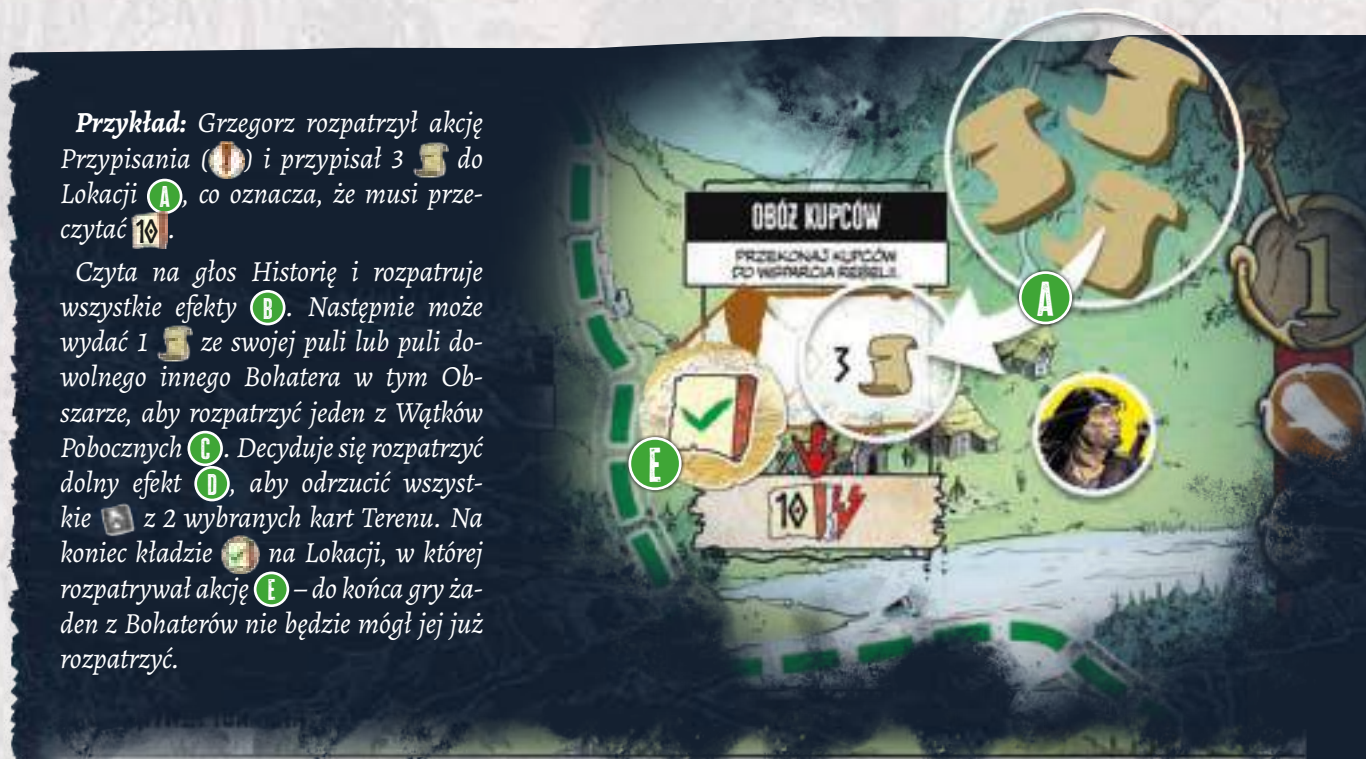 Przykład: Grzegorz rozpatrzył akcję
Przypisania ( ) i przypisał 3 do
Lokacji A, co oznacza, że musi prze-
czytać 10.
Czyta na głos Historię i rozpatruje
wszystkie efekty B. Następnie może
wydać 1 ze swojej puli lub puli do-
wolnego innego Bohatera w tym Ob-
szarze, aby rozpatrzyć jeden z Wątków
Pobocznych C. Decyduje się rozpatrzyć
dolny efekt D, aby odrzucić wszyst-
kie z 2 wybranych kart Terenu. Na
koniec kładzie na Lokacji, w której
rozpatrywał akcję E – do końca gry ża-
den z Bohaterów nie będzie mógł jej już
rozpatrzyć.
OBÓZ KUPCÓW
PRZEKONAJ KUPCÓW
DO WSPARCIA REBELII.
A
3
E
10
1